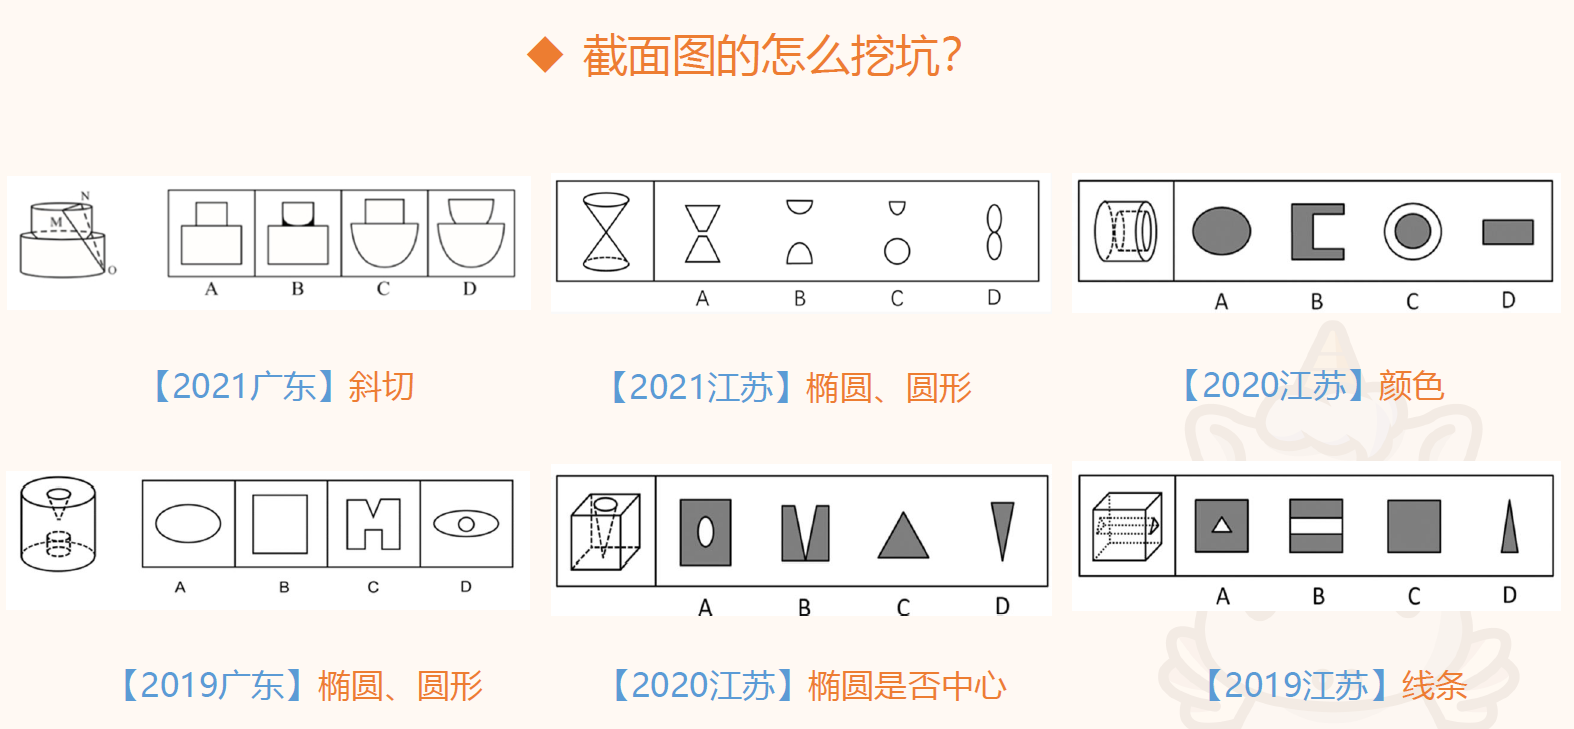 截面图的怎么挖坑？
N
M
O
A B C D
A B C D
A B C D
【2021广东】斜切
【2021江苏】椭圆、圆形
【2020江苏】颜色
A B C D
A B C D
A B C D
【2019广东】椭圆、圆形
【2020江苏】椭圆是否中心
【2019江苏】线条